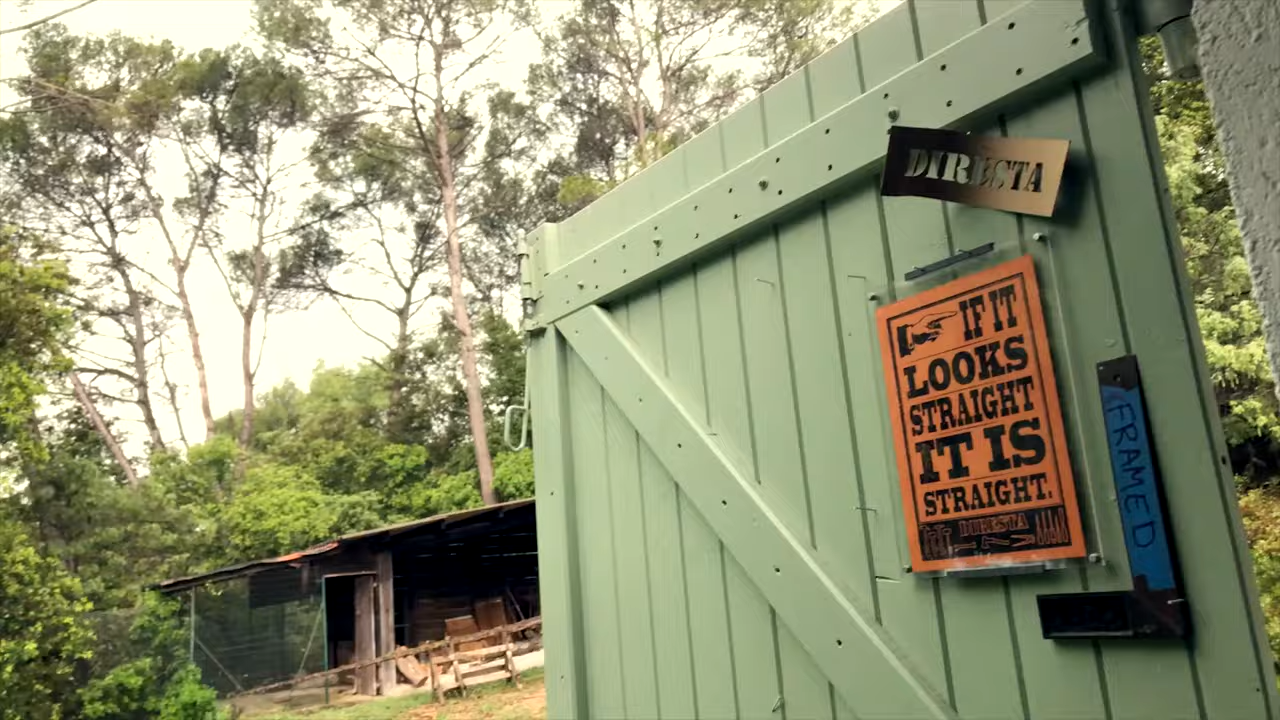 DIRESTA
IF IT
LOOKS
STRAIGHT
IT IS
STRAIGHT.
DIRESTA
FRAMED